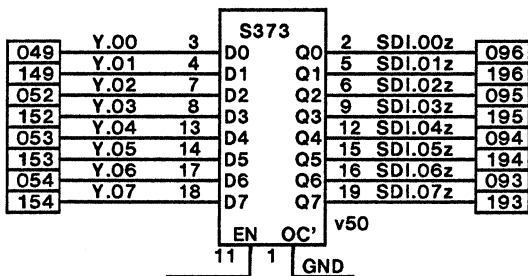 S373
049 Y.00 3 D0 Q0 2 SDI.00z 096
149 Y.01 4 D1 Q1 5 SDI.01z 196
052 Y.02 7 D2 Q2 6 SDI.02z 095
152 Y.03 8 D3 Q3 9 SDI.03z 195
053 Y.04 13 D4 Q4 12 SDI.04z 094
153 Y.05 14 D5 Q5 15 SDI.05z 194
054 Y.06 17 D6 Q6 16 SDI.06z 093
154 Y.07 18 D7 Q7 19 SDI.07z 193
EN OC' v50
11 1 GND